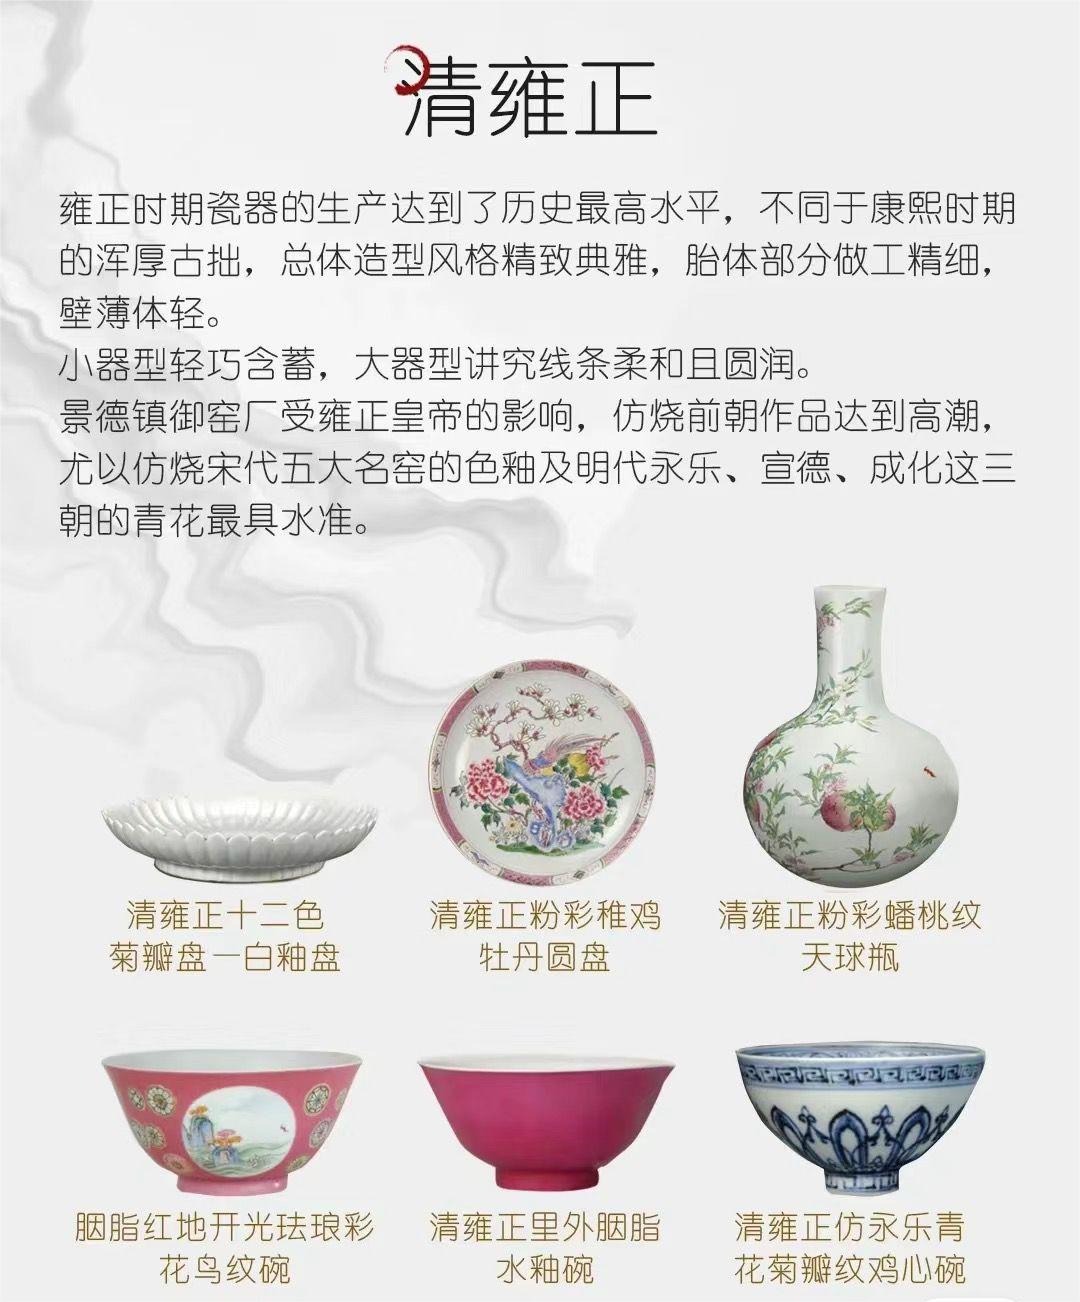 清雍正
雍正时期瓷器的生产达到了历史最高水平，不同于康熙时期
的浑厚古拙，总体造型风格精致典雅，胎体部分做工精细，
壁薄体轻。
小器型轻巧含蓄，大器型讲究线条柔和且圆润。
景德镇御窑厂受雍正皇帝的影响，仿烧前朝作品达到高潮，
尤以仿烧宋代五大名窑的色釉及明代永乐、宣德、成化这三
朝的青花最具水准。
清雍正十二色
菊瓣盘一白釉盘
清雍正粉彩稚鸡
牡丹圆盘
清雍正粉彩蟠桃纹
天球瓶
胭脂红地开光珐琅彩
花鸟纹碗
清雍正里外胭脂
水釉碗
清雍正仿永乐青
花菊瓣纹鸡心碗